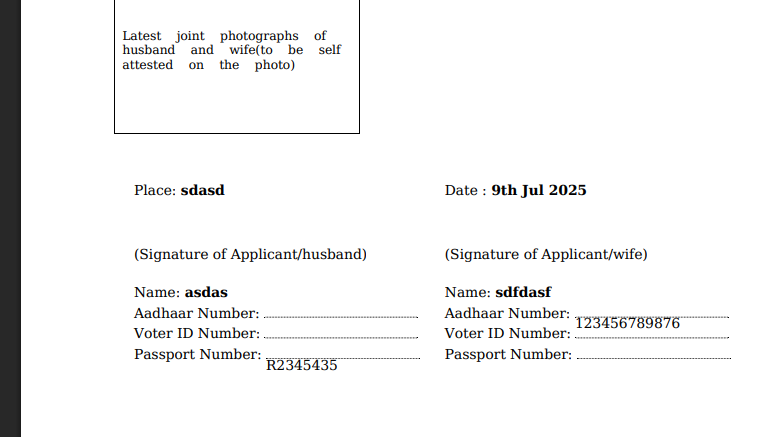 Latest joint photographs of
husband and wife(to be self
attested on the photo)
Place: sdasd
Date : 9th Jul 2025
(Signature of Applicant/husband)
(Signature of Applicant/wife)
Name: asdas
Aadhaar Number:
Voter ID Number:
Passport Number: R2345435
Name: sdfdasf
Aadhaar Number: 123456789876
Voter ID Number:
Passport Number: